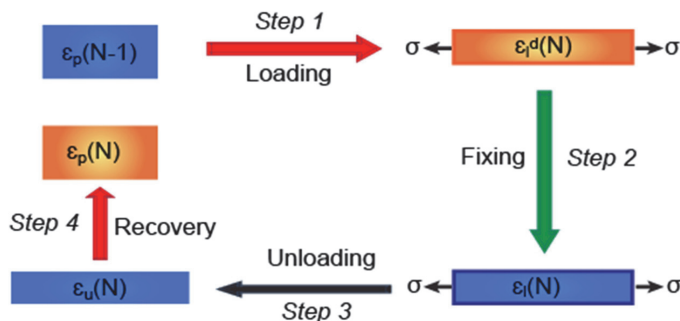 Step 1
εp(N-1)
Loading
σ εlᵈ(N) σ
εp(N)
Fixing Step 2
Step 4 Recovery
Unloading
εu(N)
σ εl(N) σ
Step 3